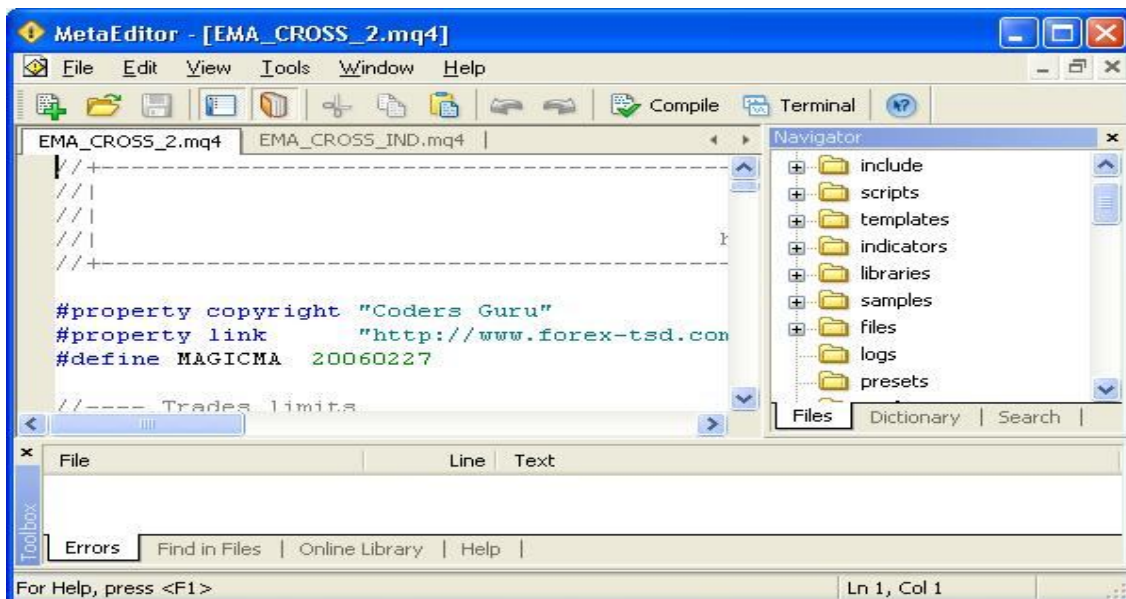 MetaEditor - [EMA_CROSS_2.mq4]
File Edit View Tools Window Help
Compile Terminal
EMA_CROSS_2.mq4 EMA_CROSS_IND.mq4 |
//+------------------------------------------------
//|
//|
//|
//+------------------------------------------------
#property copyright "Coders Guru"
#property link "http://www.forex-tsd.com
#define MAGICMA 20060227
//---- Trades limits
Navigator
include
scripts
templates
indicators
libraries
samples
files
logs
presets
Files Dictionary | Search |
Toolbox
File Line Text
Errors Find in Files | Online Library | Help |
For Help, press <F1> Ln 1, Col 1